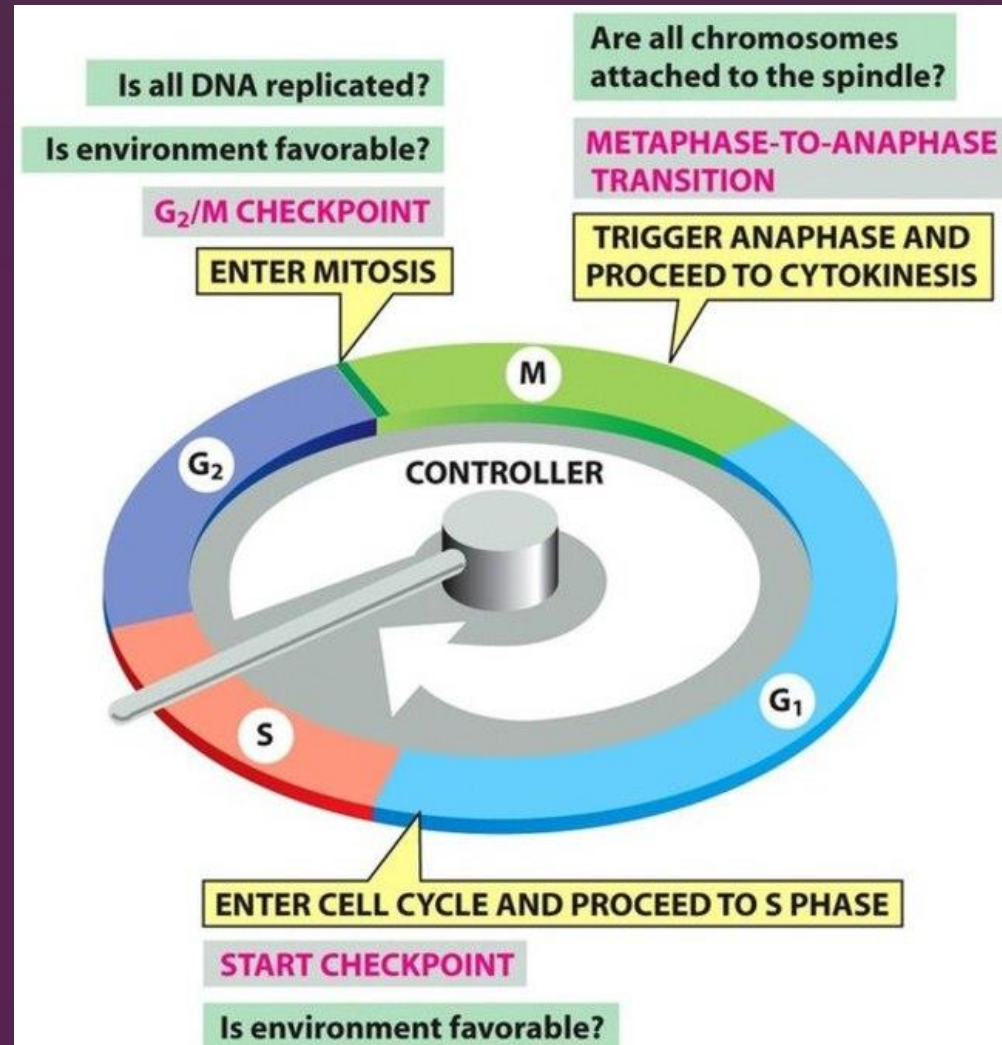 Is all DNA replicated?
Is environment favorable?
G₂/M CHECKPOINT
ENTER MITOSIS
Are all chromosomes
attached to the spindle?
METAPHASE-TO-ANAPHASE
TRANSITION
TRIGGER ANAPHASE AND
PROCEED TO CYTOKINESIS
M
G₂
CONTROLLER
G₁
S
ENTER CELL CYCLE AND PROCEED TO S PHASE
START CHECKPOINT
Is environment favorable?